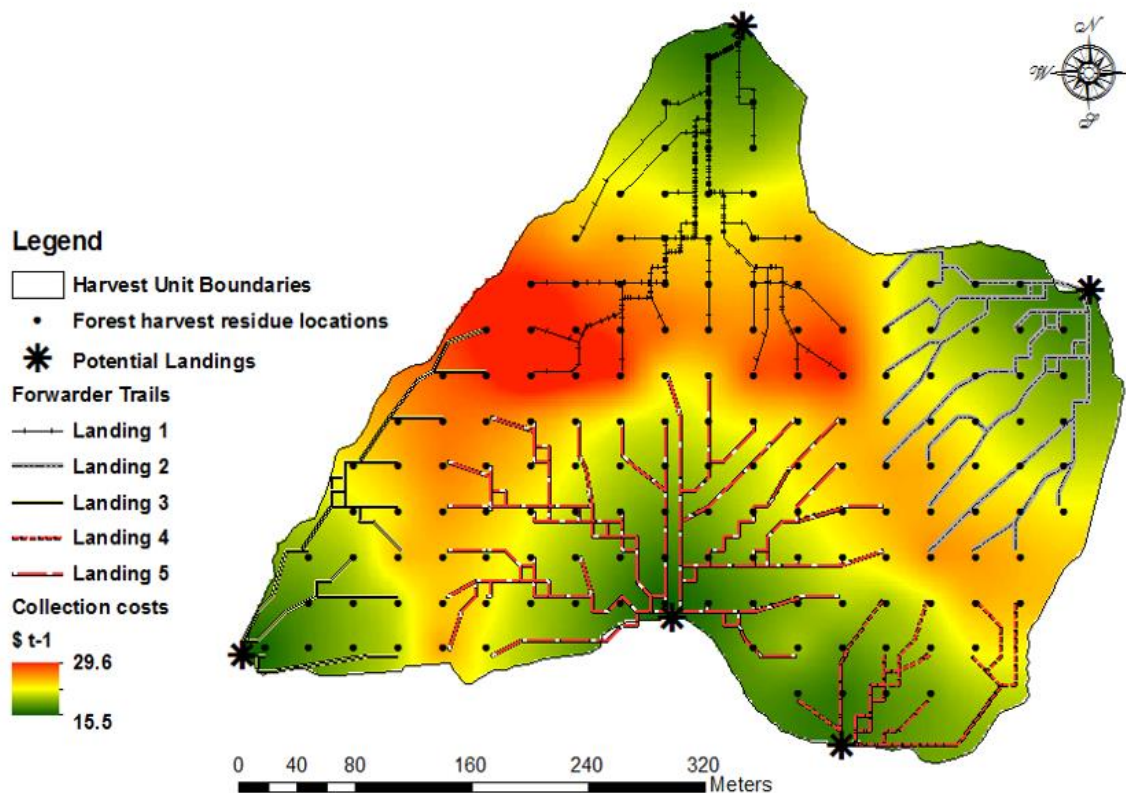 N
W
S
Legend
Harvest Unit Boundaries
Forest harvest residue locations
Potential Landings
Forwarder Trails
Landing 1
Landing 2
Landing 3
Landing 4
Landing 5
Collection costs
$ t-1
29.6
15.5
0 40 80 160 240 320
Meters